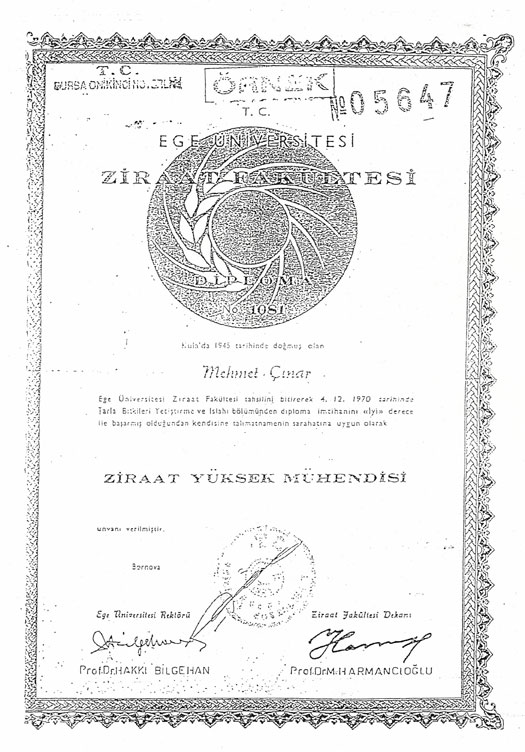 T. C.
BURSA ONİKİNCİ NOTERLİĞİ
ÖRNEK
No 05647
T. C.
EGE ÜNİVERSİTESİ
ZİRAAT FAKÜLTESİ
DİPLOMA
No. 1081
Kula'da 1945 tarihinde doğmuş olan
Mehmet Çınar
Ege Üniversitesi Ziraat Fakültesi tahsilini bitirerek 4. 12. 1970 tarihinde
Tarla Bitkileri Yetiştirme ve Islahı bölümünden diploma imtihanını «İyi» derece
ile başarmış olduğundan kendisine talimatnamenin sarahatına uygun olarak
ZİRAAT YÜKSEK MÜHENDİSİ
unvanı verilmiştir.
Bornova
Ege Üniversitesi Rektörü
Ziraat Fakültesi Dekanı
Prof.Dr.HAKKI BİLGEHAN
Prof.Dr.M.HARMANCIOĞLU